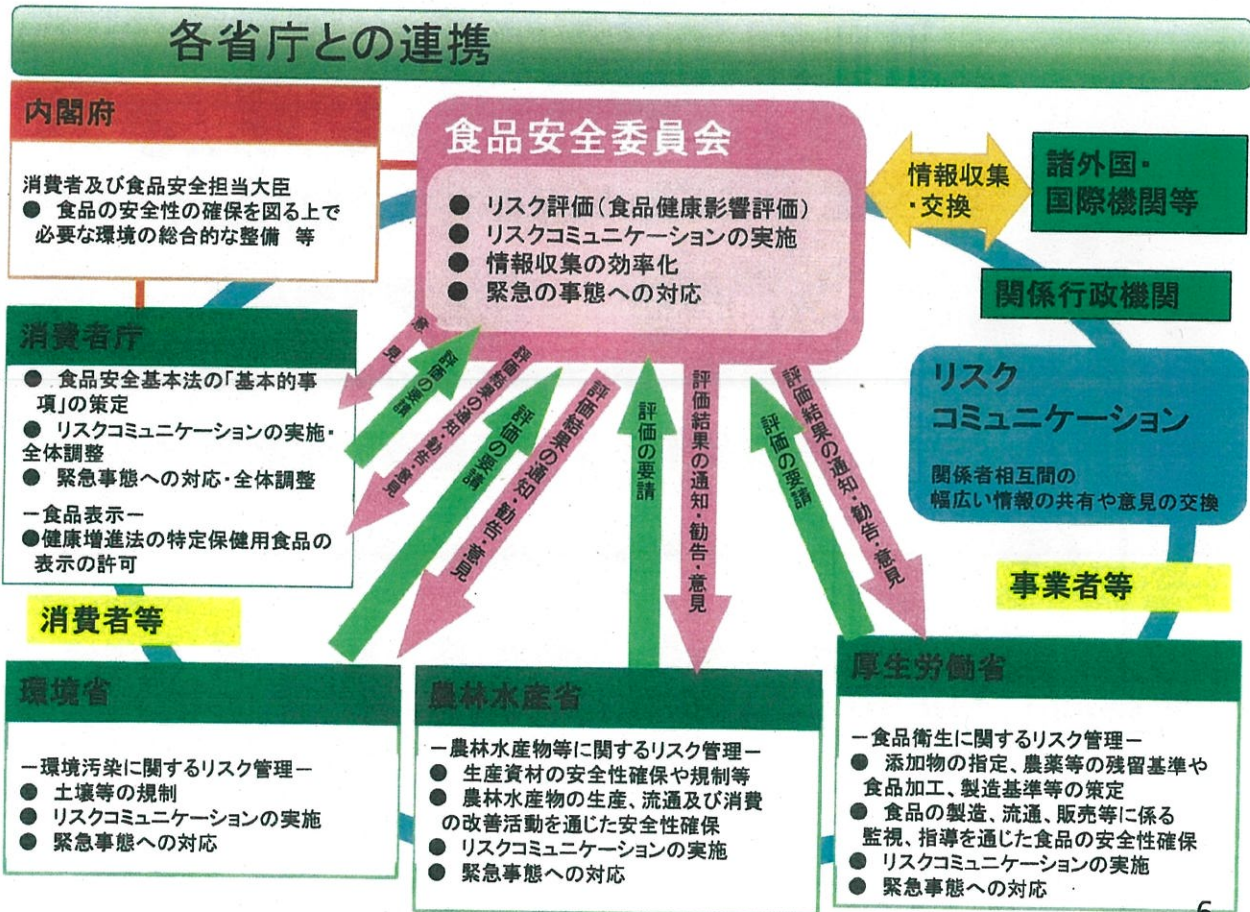 各省庁との連携
内閣府
消費者及び食品安全担当大臣
● 食品の安全性の確保を図る上で
必要な環境の総合的な整備 等
食品安全委員会
● リスク評価（食品健康影響評価）
● リスクコミュニケーションの実施
● 情報収集の効率化
● 緊急の事態への対応
情報収集
・交換
諸外国・
国際機関等
関係行政機関
消費者庁
● 食品安全基本法の「基本的事
項」の策定
● リスクコミュニケーションの実施・
全体調整
● 緊急事態への対応・全体調整
－食品表示－
●健康増進法の特定保健用食品の
表示の許可
意見
評価の要請
評価結果の通知・勧告・意見
評価の要請
評価結果の通知・勧告・意見
評価の要請
評価結果の通知・勧告・意見
評価の要請
評価結果の通知・勧告・意見
リスク
コミュニケーション
関係者相互間の
幅広い情報の共有や意見の交換
消費者等
事業者等
環境省
－環境汚染に関するリスク管理－
● 土壌等の規制
● リスクコミュニケーションの実施
● 緊急事態への対応
農林水産省
－農林水産物等に関するリスク管理－
● 生産資材の安全性確保や規制等
● 農林水産物の生産、流通及び消費
の改善活動を通じた安全性確保
● リスクコミュニケーションの実施
● 緊急事態への対応
厚生労働省
－食品衛生に関するリスク管理－
● 添加物の指定、農薬等の残留基準や
食品加工、製造基準等の策定
● 食品の製造、流通、販売等に係る
監視、指導を通じた食品の安全性確保
● リスクコミュニケーションの実施
● 緊急事態への対応
6